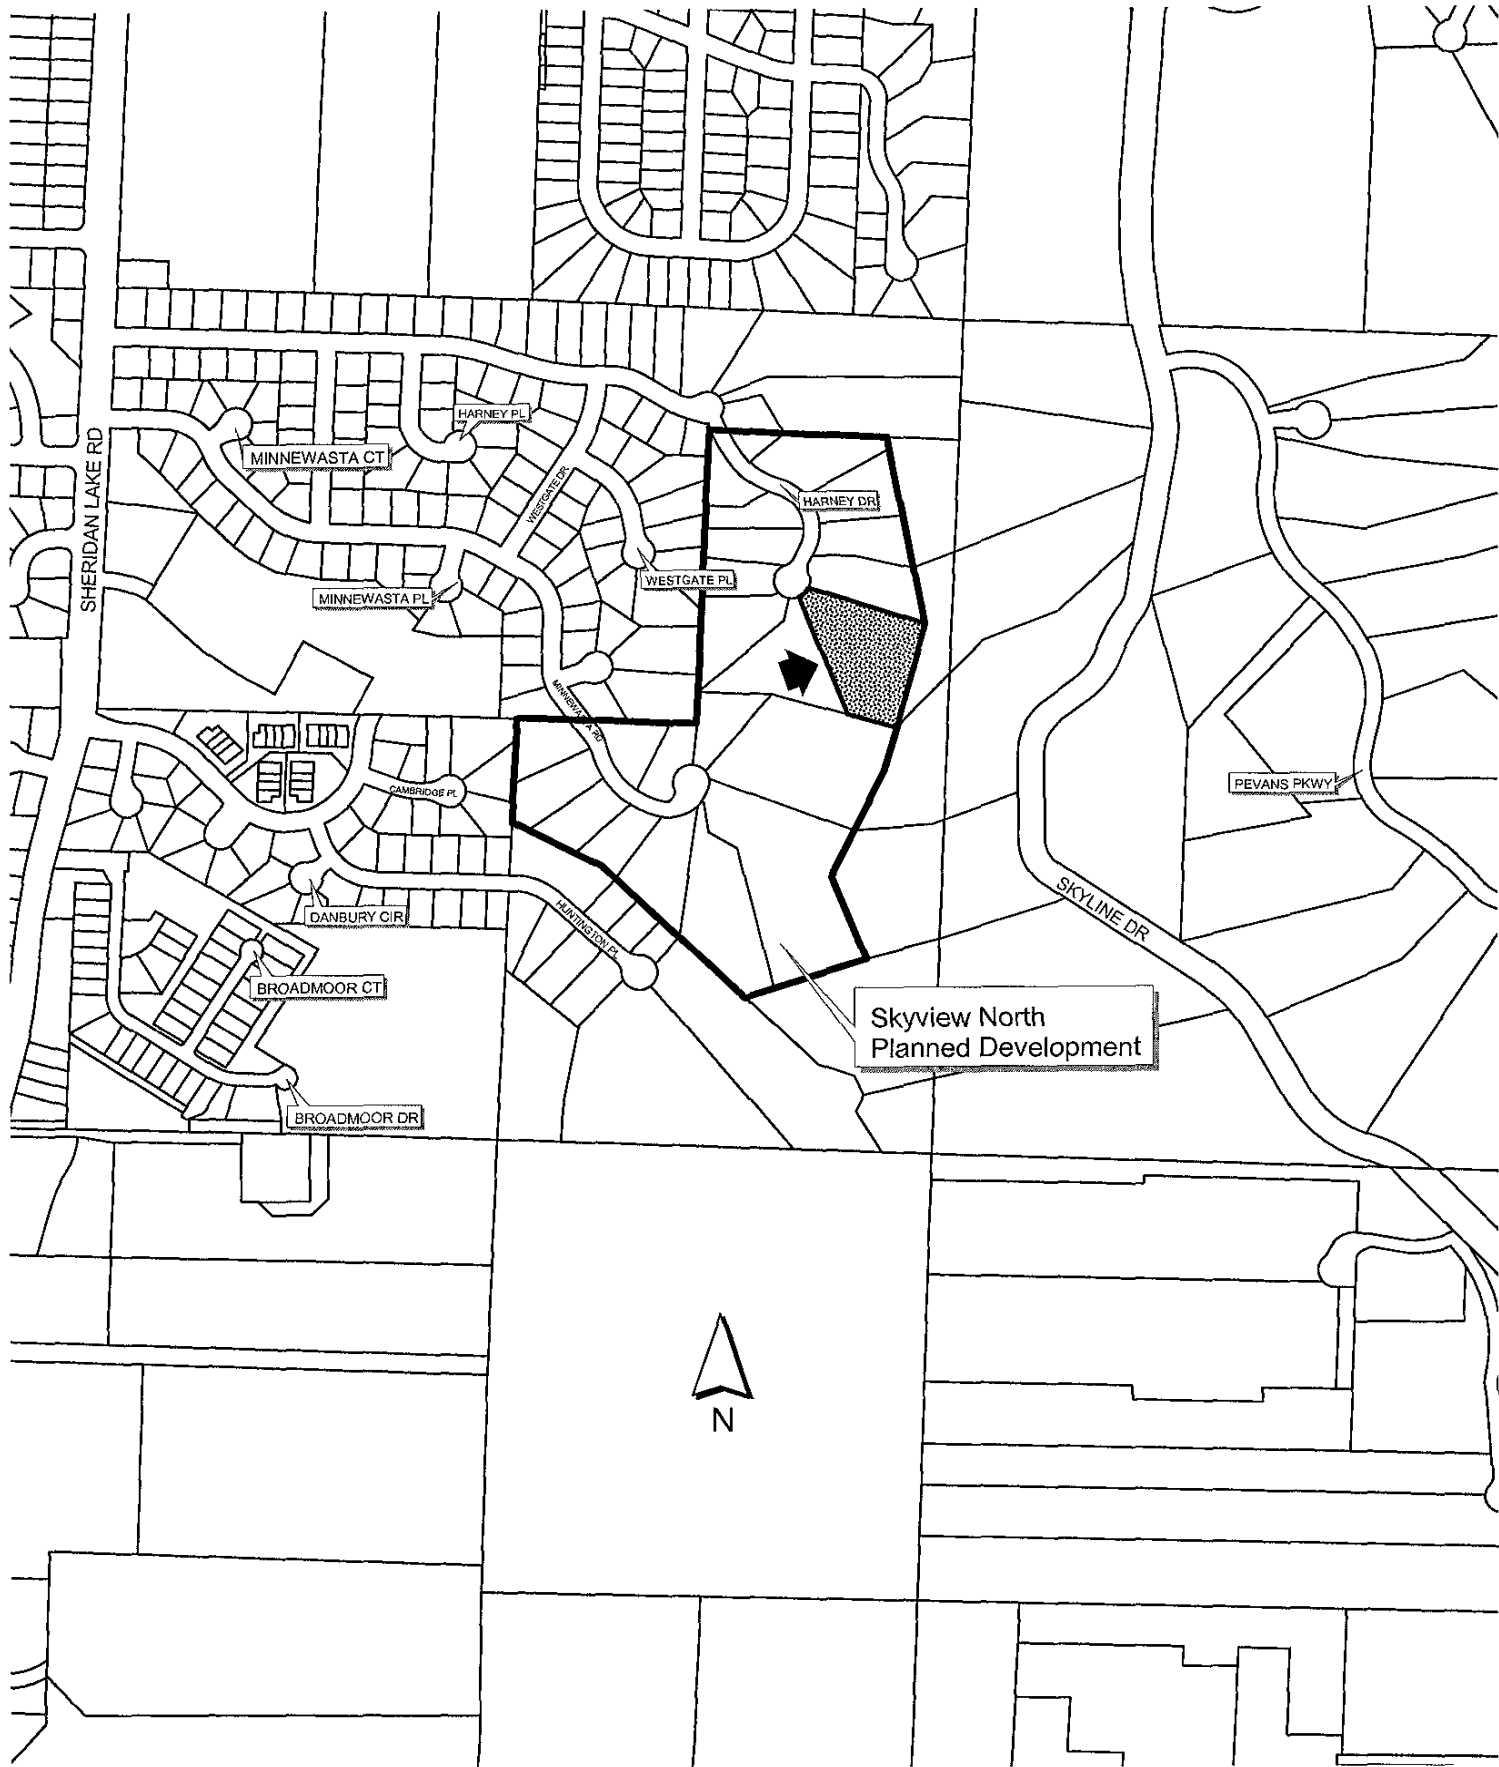 HARNEY PL
MINNEWASTA CT
SHERIDAN LAKE RD
WESTGATE DR
HARNEY DR
WESTGATE PL
MINNEWASTA PL
MINNEWASTA RD
CAMBRIDGE PL
PEVANS PKWY
DANBURY CIR
HUNTINGTON PL
SKYLINE DR
BROADMOOR CT
Skyview North
Planned Development
BROADMOOR DR
N